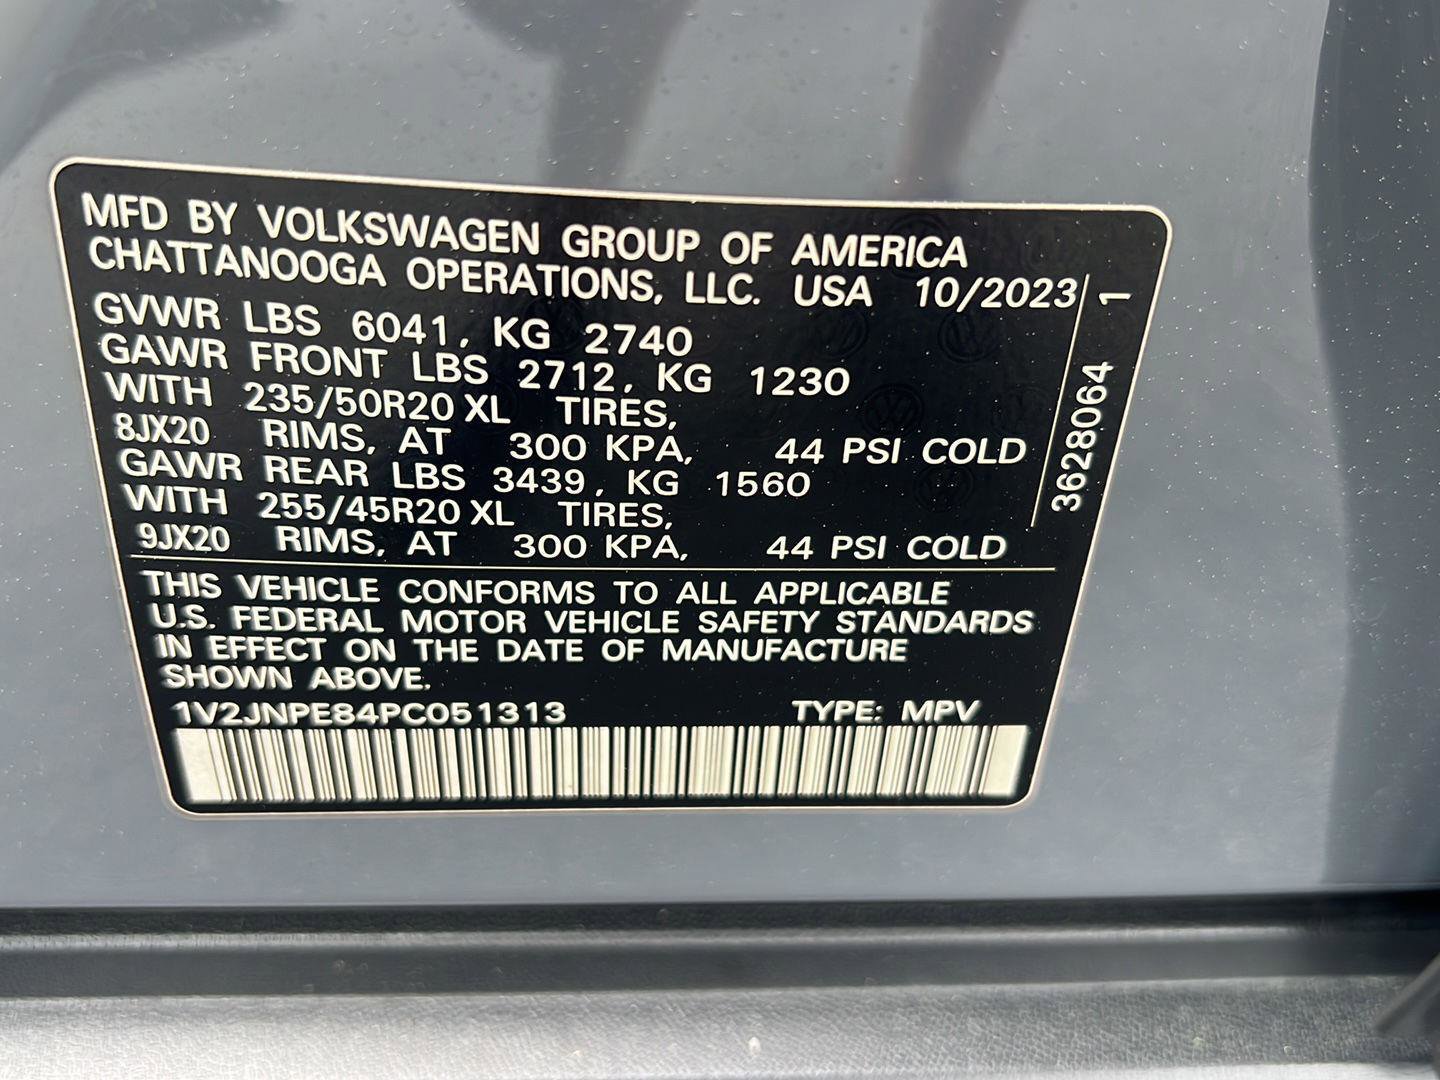 MFD BY VOLKSWAGEN GROUP OF AMERICA
CHATTANOOGA OPERATIONS, LLC. USA 10/2023
GVWR LBS 6041, KG 2740
GAWR FRONT LBS 2712, KG 1230
WITH 235/50R20 XL TIRES,
8JX20 RIMS, AT 300 KPA, 44 PSI COLD
GAWR REAR LBS 3439, KG 1560
WITH 255/45R20 XL TIRES,
9JX20 RIMS, AT 300 KPA, 44 PSI COLD
3628064 1
THIS VEHICLE CONFORMS TO ALL APPLICABLE
U.S. FEDERAL MOTOR VEHICLE SAFETY STANDARDS
IN EFFECT ON THE DATE OF MANUFACTURE
SHOWN ABOVE.
1V2JNPE84PC051313 TYPE: MPV